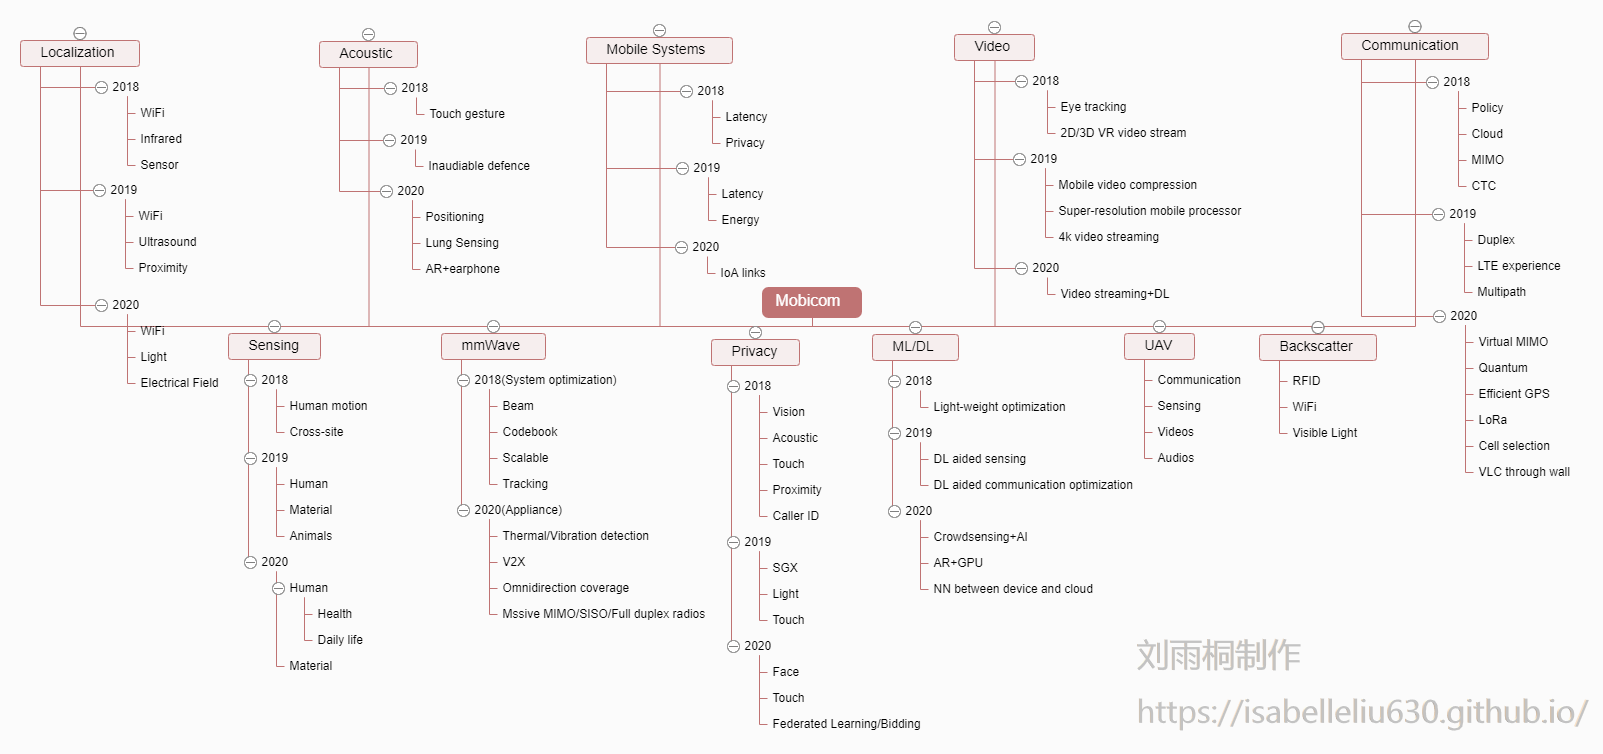 Localization
2018
WiFi
Infrared
Sensor
2019
WiFi
Ultrasound
Proximity
2020
WiFi
Light
Electrical Field
Acoustic
2018
Touch gesture
2019
Inaudiable defence
2020
Positioning
Lung Sensing
AR+earphone
Mobile Systems
2018
Latency
Privacy
2019
Latency
Energy
2020
IoA links
Video
2018
Eye tracking
2D/3D VR video stream
2019
Mobile video compression
Super-resolution mobile processor
4k video streaming
2020
Video streaming+DL
Communication
2018
Policy
Cloud
MIMO
CTC
2019
Duplex
LTE experience
Multipath
2020
Virtual MIMO
Quantum
Efficient GPS
LoRa
Cell selection
VLC through wall
Mobicom
Sensing
2018
Human motion
Cross-site
2019
Human
Material
Animals
2020
Human
Health
Daily life
Material
mmWave
2018(System optimization)
Beam
Codebook
Scalable
Tracking
2020(Appliance)
Thermal/Vibration detection
V2X
Omnidirection coverage
Mssive MIMO/SISO/Full duplex radios
Privacy
2018
Vision
Acoustic
Touch
Proximity
Caller ID
2019
SGX
Light
Touch
2020
Face
Touch
Federated Learning/Bidding
ML/DL
2018
Light-weight optimization
2019
DL aided sensing
DL aided communication optimization
2020
Crowdsensing+AI
AR+GPU
NN between device and cloud
UAV
Communication
Sensing
Videos
Audios
Backscatter
RFID
WiFi
Visible Light
刘雨桐制作
https://isabelleliu630.github.io/